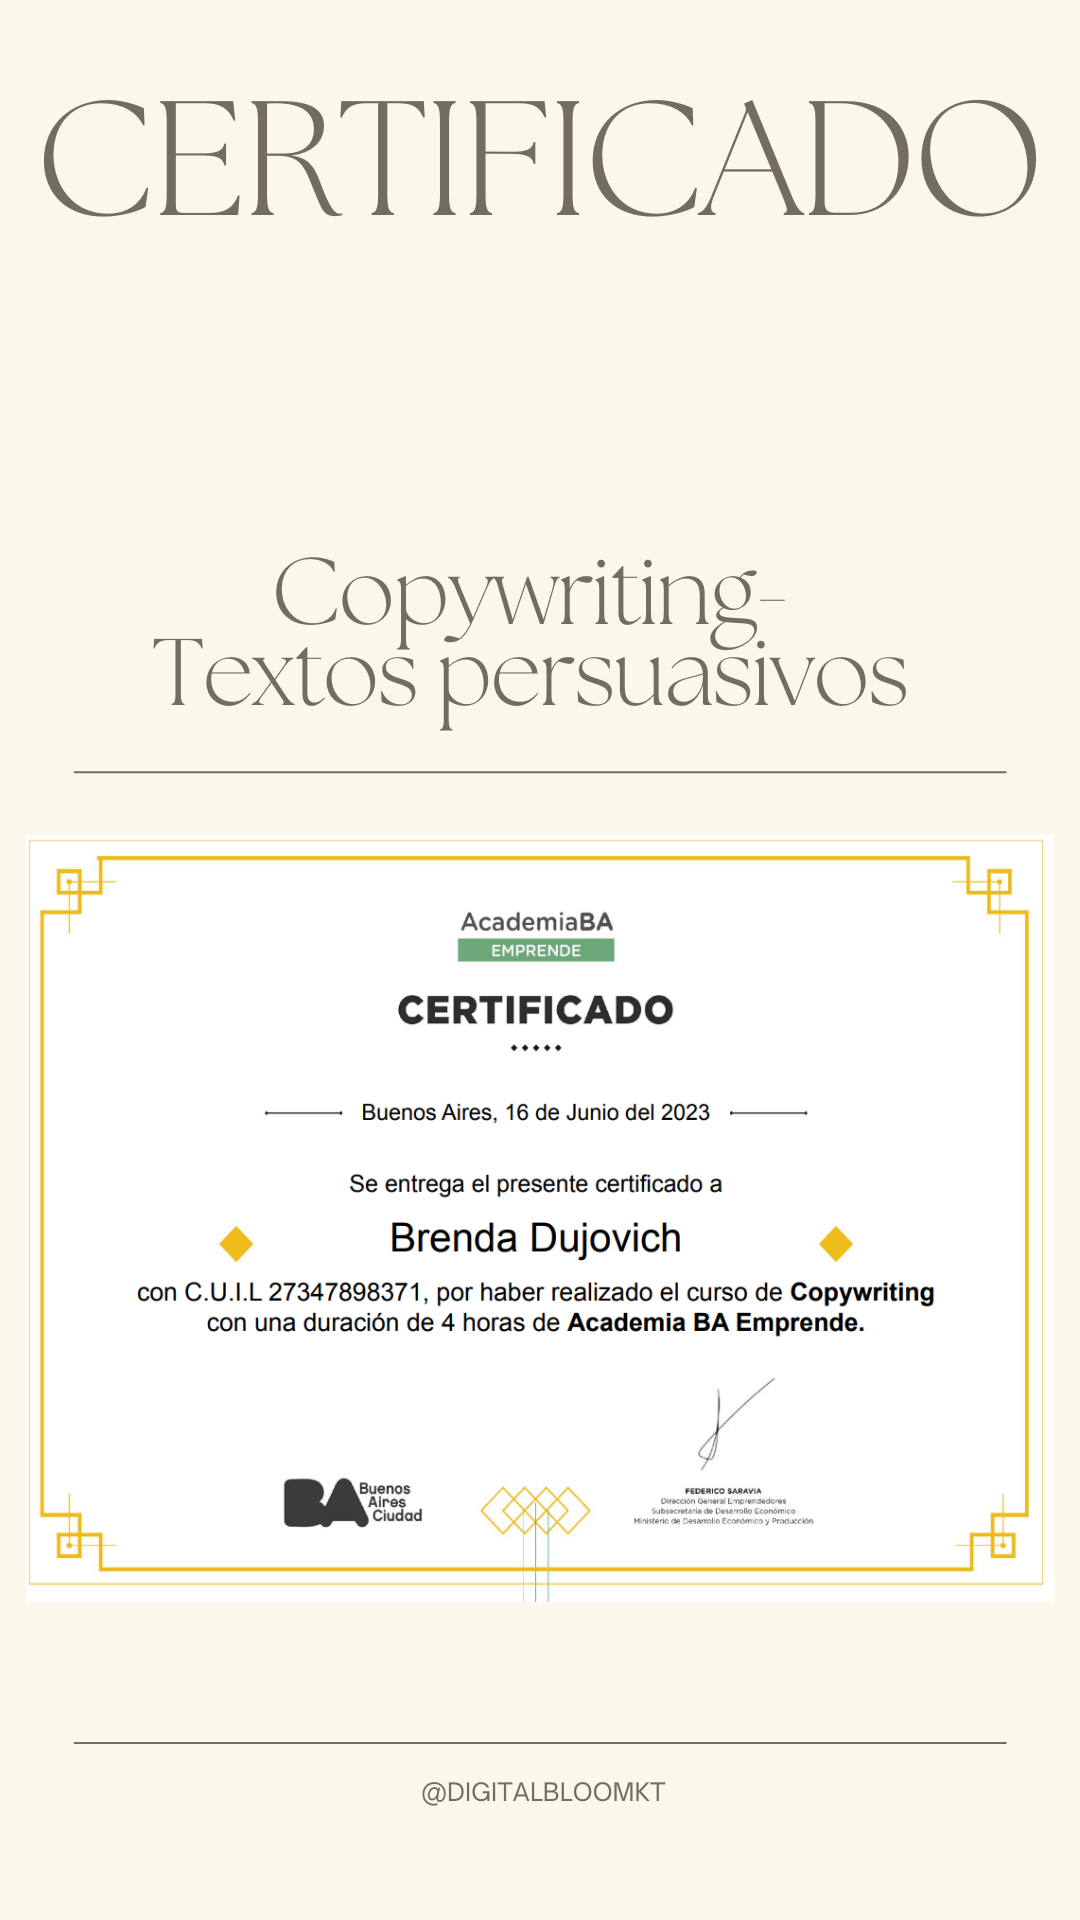 CERTIFICADO
Copywriting-
Textos persuasivos
AcademiaBA
EMPRENDE
CERTIFICADO
Buenos Aires, 16 de Junio del 2023
Se entrega el presente certificado a
Brenda Dujovich
con C.U.I.L 27347898371, por haber realizado el curso de Copywriting
con una duración de 4 horas de Academia BA Emprende.
BA Buenos
Aires
Ciudad
FEDERICO SARAVIA
Dirección General Emprendedores
Subsecretaría de Desarrollo Económico
Ministerio de Desarrollo Económico y Producción
@DIGITALBLOOMKT